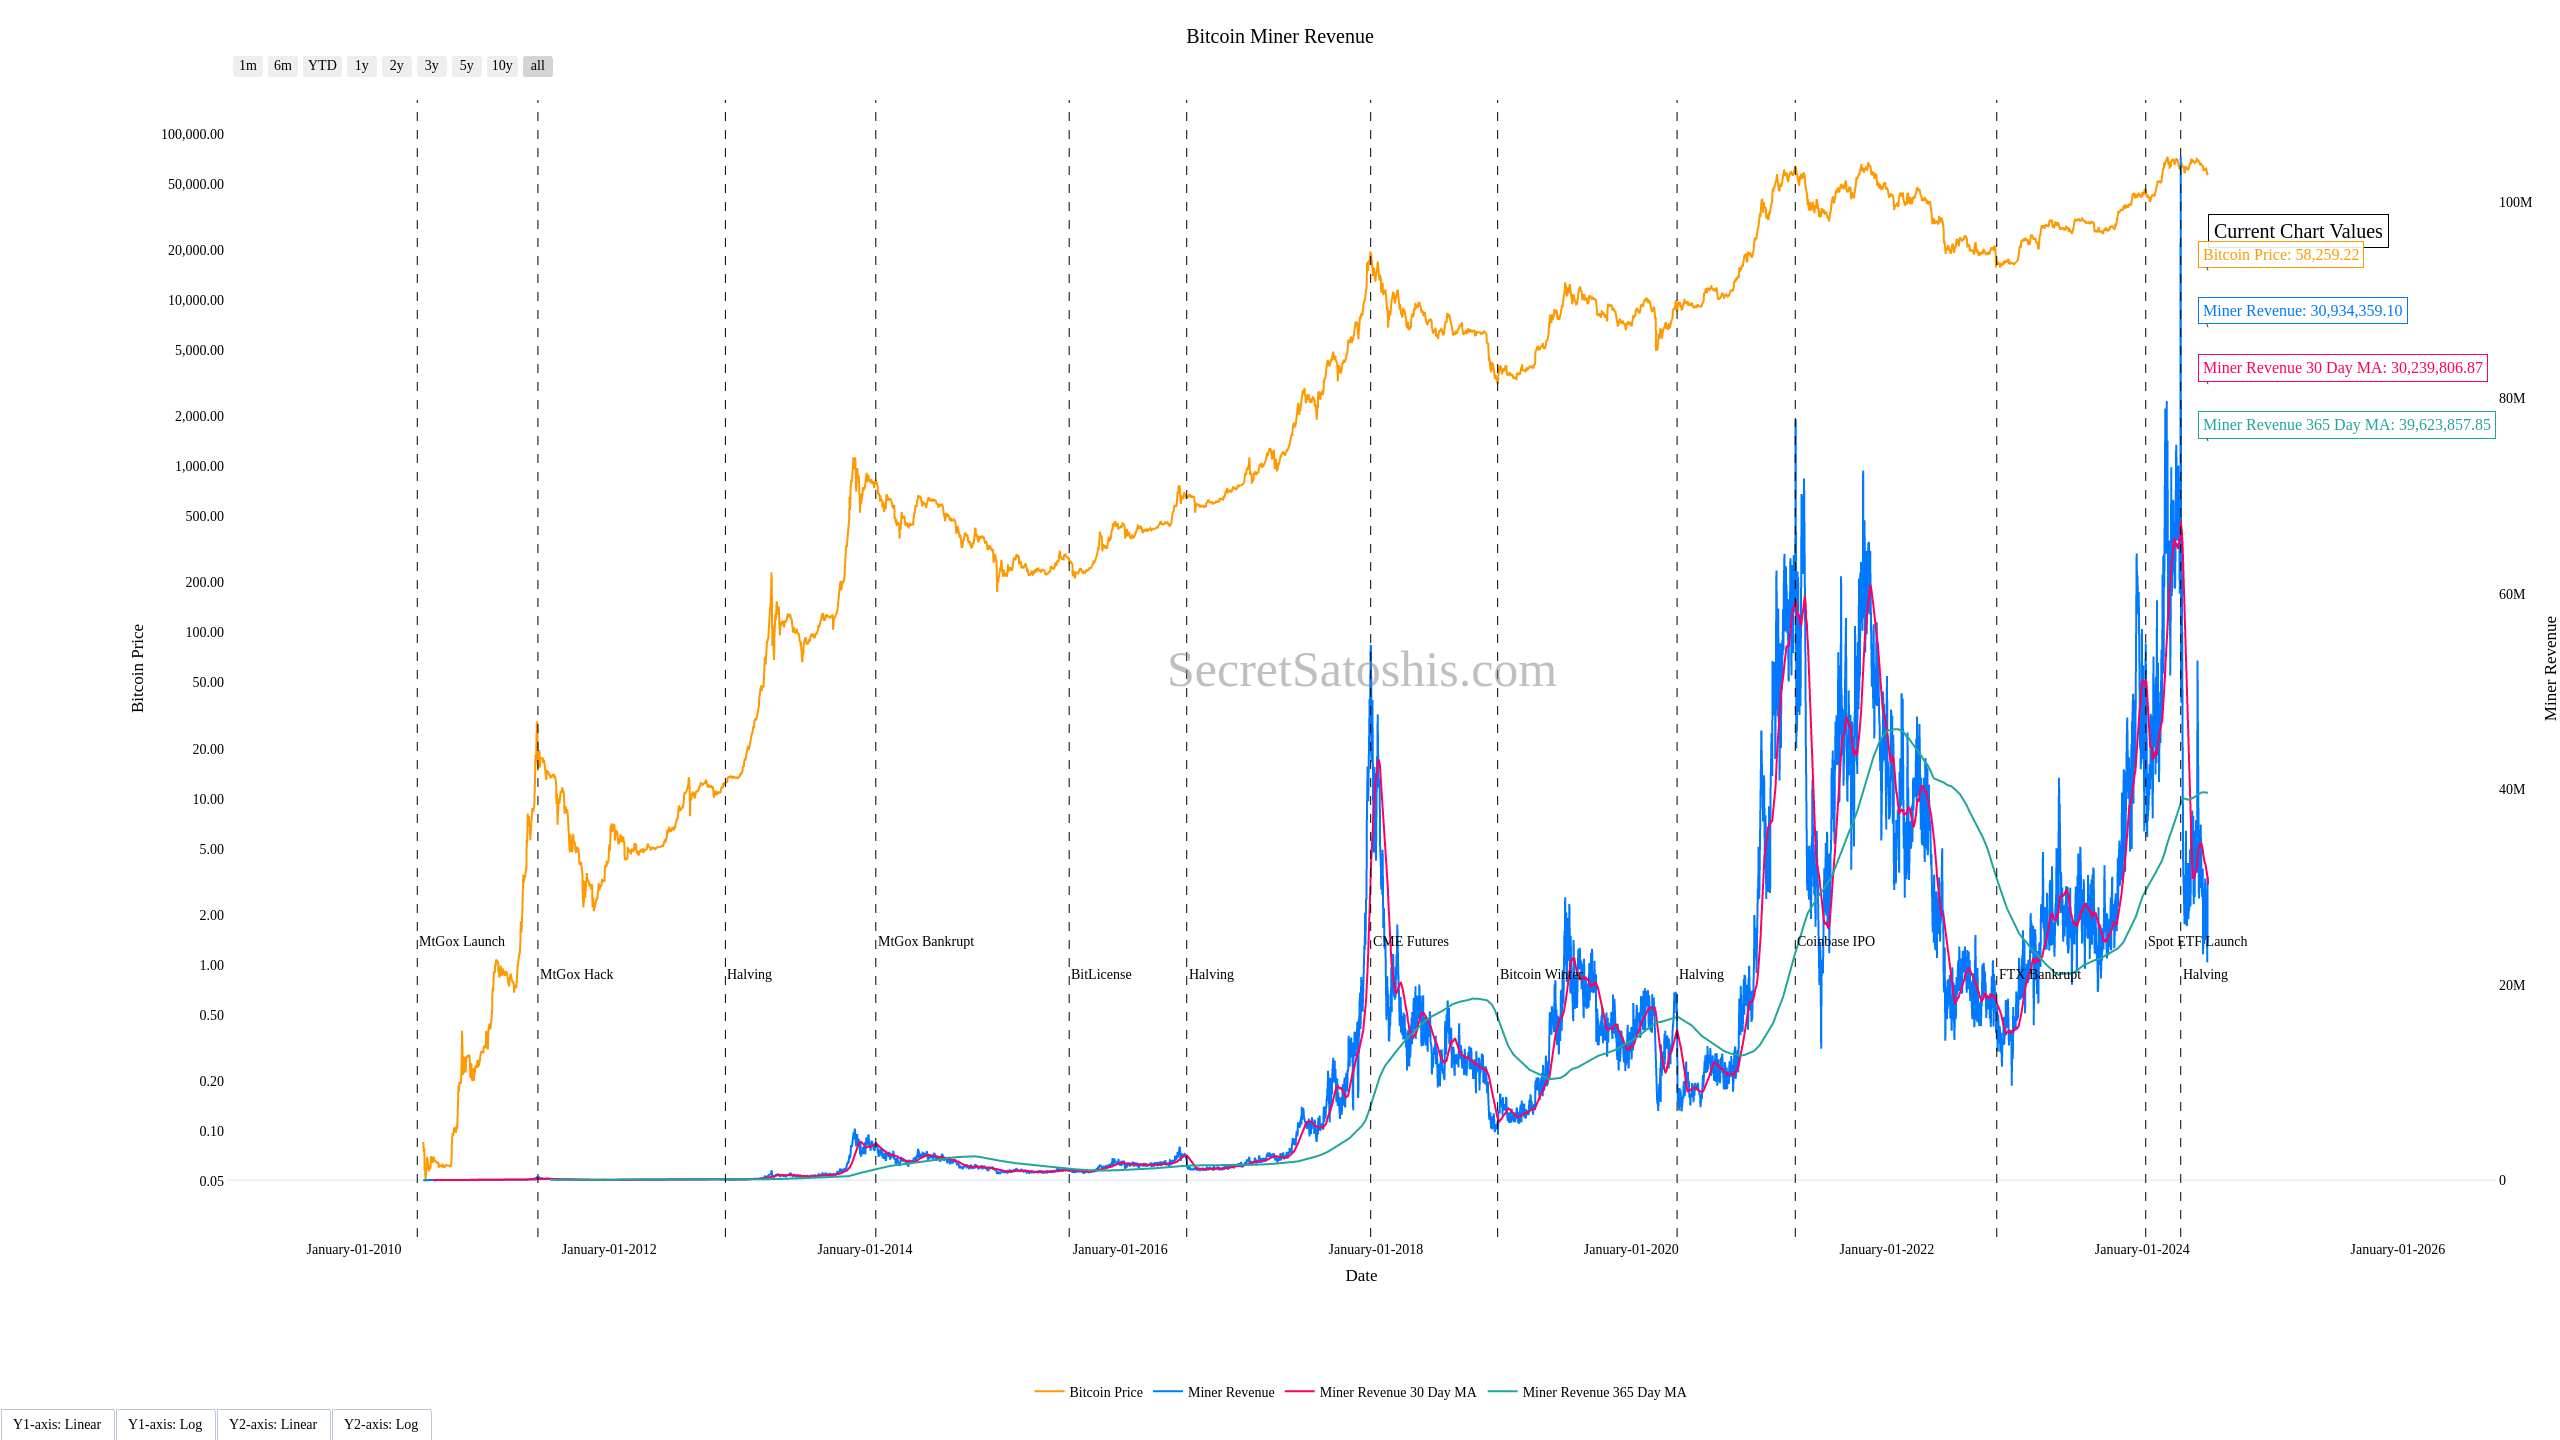 Bitcoin Miner Revenue
1m 6m YTD 1y 2y 3y 5y 10y all
100,000.00
50,000.00
20,000.00
10,000.00
5,000.00
2,000.00
1,000.00
500.00
200.00
100.00
50.00
20.00
10.00
5.00
2.00
1.00
0.50
0.20
0.10
0.05
Bitcoin Price
100M
80M
60M
40M
20M
0
Miner Revenue
Current Chart Values
Bitcoin Price: 58,259.22
Miner Revenue: 30,934,359.10
Miner Revenue 30 Day MA: 30,239,806.87
Miner Revenue 365 Day MA: 39,623,857.85
SecretSatoshis.com
MtGox Launch
MtGox Hack
Halving
MtGox Bankrupt
BitLicense
Halving
CME Futures
Bitcoin Winter
Halving
Coinbase IPO
FTX Bankrupt
Spot ETF Launch
Halving
January-01-2010 January-01-2012 January-01-2014 January-01-2016 January-01-2018 January-01-2020 January-01-2022 January-01-2024 January-01-2026
Date
Bitcoin Price Miner Revenue Miner Revenue 30 Day MA Miner Revenue 365 Day MA
Y1-axis: Linear Y1-axis: Log Y2-axis: Linear Y2-axis: Log